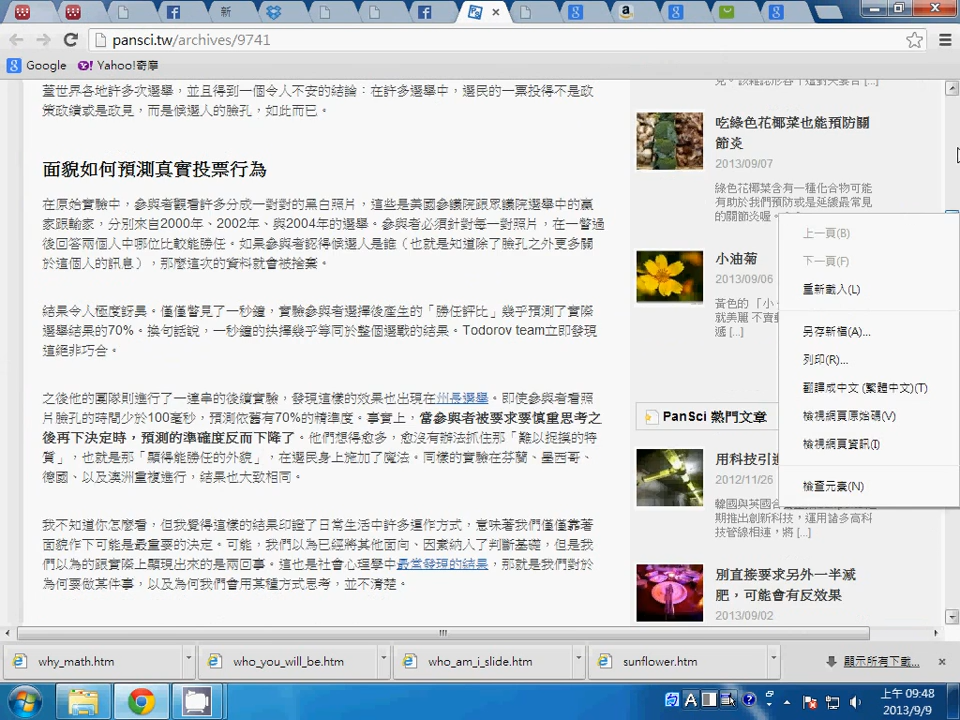 新
pansci.tw/archives/9741
Google
Yahoo!奇摩
蓋世界各地許多次選舉，並且得到一個令人不安的結論：在許多選舉中，選民的一票投得不是政
策政績或是政見，而是候選人的臉孔，如此而已。
面貌如何預測真實投票行為
在原始實驗中，參與者觀看許多分成一對對的黑白照片，這些是美國參議院跟眾議院選舉中的贏
家跟輸家，分別來自2000年、2002年、與2004年的選舉。參與者必須針對每一對照片，在一瞥過
後回答兩個人中哪位比較能勝任。如果參與者認得候選人是誰（也就是知道除了臉孔之外更多關
於這個人的訊息），那麼這次的資料就會被捨棄。
結果令人極度訝異。僅僅瞥見了一秒鐘，實驗參與者選擇後產生的「勝任評比」幾乎預測了實際
選舉結果的70%。換句話說，一秒鐘的抉擇幾乎等同於整個選戰的結果。Todorov team立即發現
這絕非巧合。
之後他的團隊則進行了一連串的後續實驗，發現這樣的效果也出現在州長選舉。即使參與者看照
片臉孔的時間少於100毫秒，預測依舊有70%的精準度。事實上，當參與者被要求要慎重思考之
後再下決定時，預測的準確度反而下降了。他們想得愈多，愈沒有辦法抓住那「難以捉摸的特
質」，也就是那「顯得能勝任的外貌」，在選民身上施加了魔法。同樣的實驗在芬蘭、墨西哥、
德國、以及澳洲重複進行，結果也大致相同。
我不知道你怎麼看，但我覺得這樣的結果印證了日常生活中許多運作方式，意味著我們僅僅靠著
面貌作下可能是最重要的決定。可能，我們以為已經將其他面向、因素納入了判斷基礎，但是我
們以為的跟實際上顯現出來的是兩回事。這也是社會心理學中最常發現的結果，那就是我們對於
為何要做某件事，以及為何我們會用某種方式思考，並不清楚。
吃綠色花椰菜也能預防關
節炎
2013/09/07
綠色花椰菜含有一種化合物可能
有助於我們預防或是延緩最常見
的關節炎喔。
小油菊
2013/09/06
黃色的「小
就美麗 不賣
遞 [...]
PanSci 熱門文章
用科技引
2012/11/26
韓國與英國合
期推出創新科技，運用諸多高科
技智線相連，將 [...]
別直接要求另外一半減
肥，可能會有反效果
2013/09/02
上一頁(B)
下一頁(F)
重新載入(L)
另存新檔(A)...
列印(R)...
翻譯成中文 (繁體中文)(T)
檢視網頁原始碼(V)
檢視網頁資訊(I)
檢查元素(N)
why_math.htm
who_you_will_be.htm
who_am_i_slide.htm
sunflower.htm
顯示所有下載...
A
上午 09:48
2013/9/9